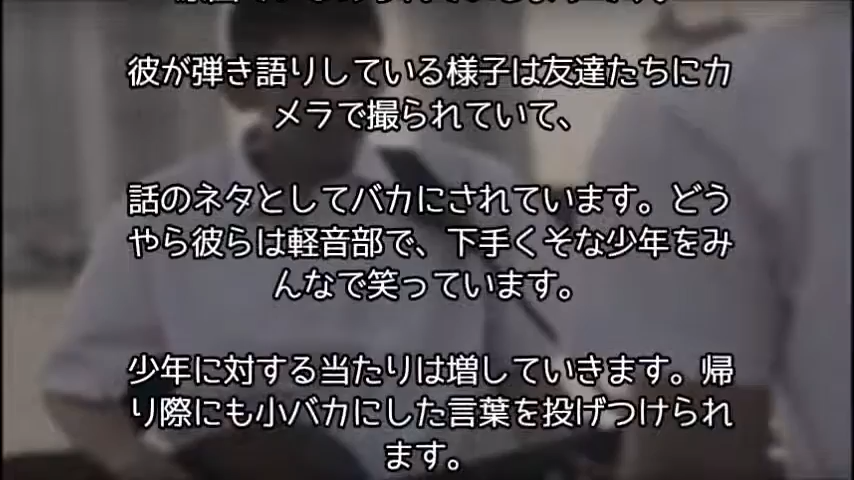 彼が弾き語りしている様子は友達たちにカ
メラで撮られていて、
話のネタとしてバカにされています。どう
やら彼らは軽音部で、下手くそな少年をみ
んなで笑っています。
少年に対する当たりは増していきます。帰
り際にも小バカにした言葉を投げつけられ
ます。